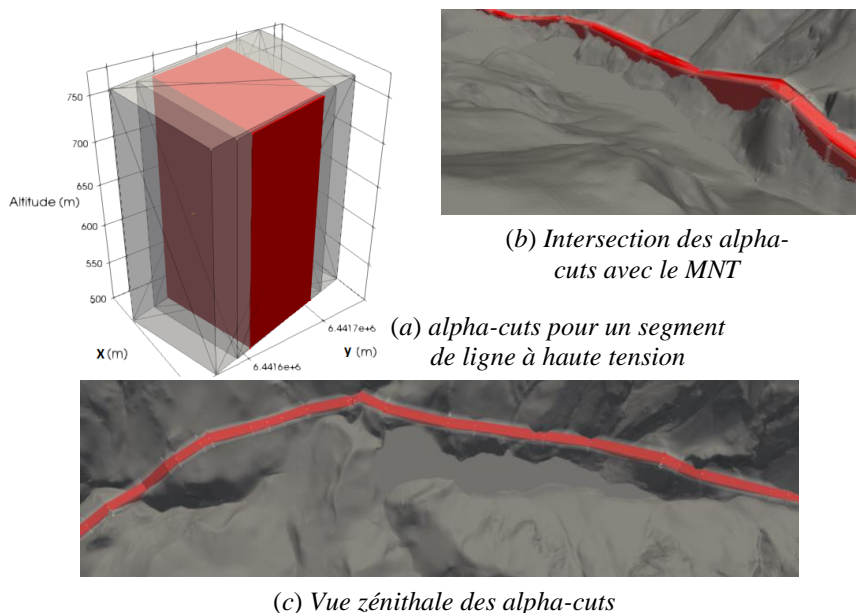 750
700
650
Altitude (m)
600
550
500
X (m)
6.4416e+6
Y (m)
6.4417e+6
(b) Intersection des alpha-
cuts avec le MNT
(a) alpha-cuts pour un segment
de ligne à haute tension
(c) Vue zénithale des alpha-cuts